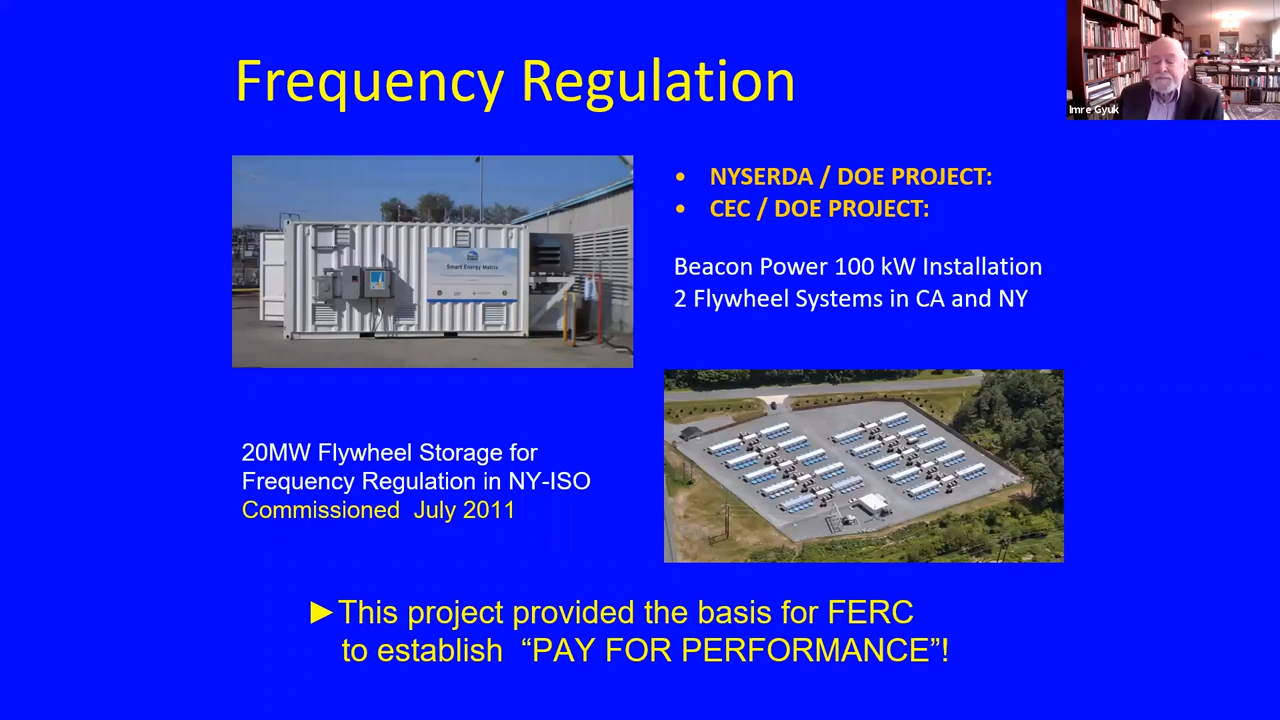 Frequency Regulation
Imre Gyuk
Smart Energy Matrix
• NYSERDA / DOE PROJECT:
• CEC / DOE PROJECT:
Beacon Power 100 kW Installation
2 Flywheel Systems in CA and NY
20MW Flywheel Storage for
Frequency Regulation in NY-ISO
Commissioned July 2011
►This project provided the basis for FERC
to establish “PAY FOR PERFORMANCE”!